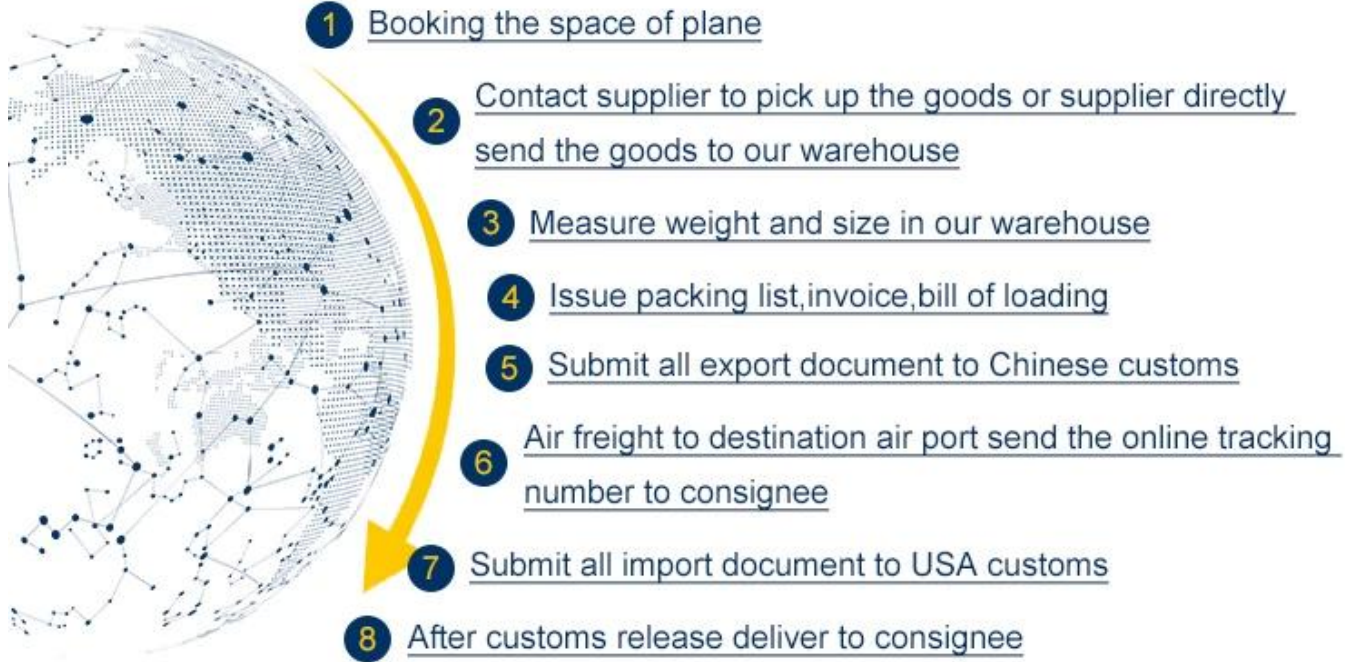 1 Booking the space of plane
2 Contact supplier to pick up the goods or supplier directly
send the goods to our warehouse
3 Measure weight and size in our warehouse
4 Issue packing list,invoice,bill of loading
5 Submit all export document to Chinese customs
6 Air freight to destination air port send the online tracking
number to consignee
7 Submit all import document to USA customs
8 After customs release deliver to consignee